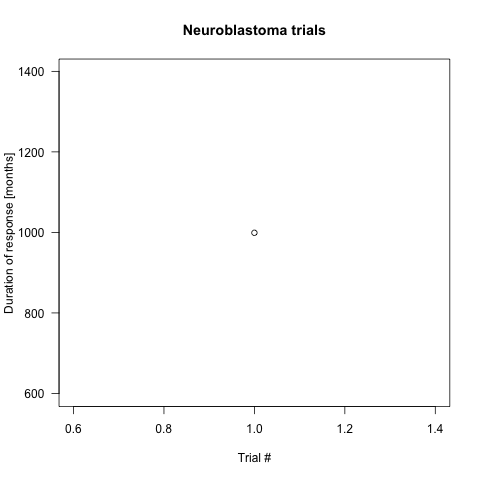 Neuroblastoma trials
Duration of response [months]
1400
1200
1000
800
600
0.6 0.8 1.0 1.2 1.4
Trial #